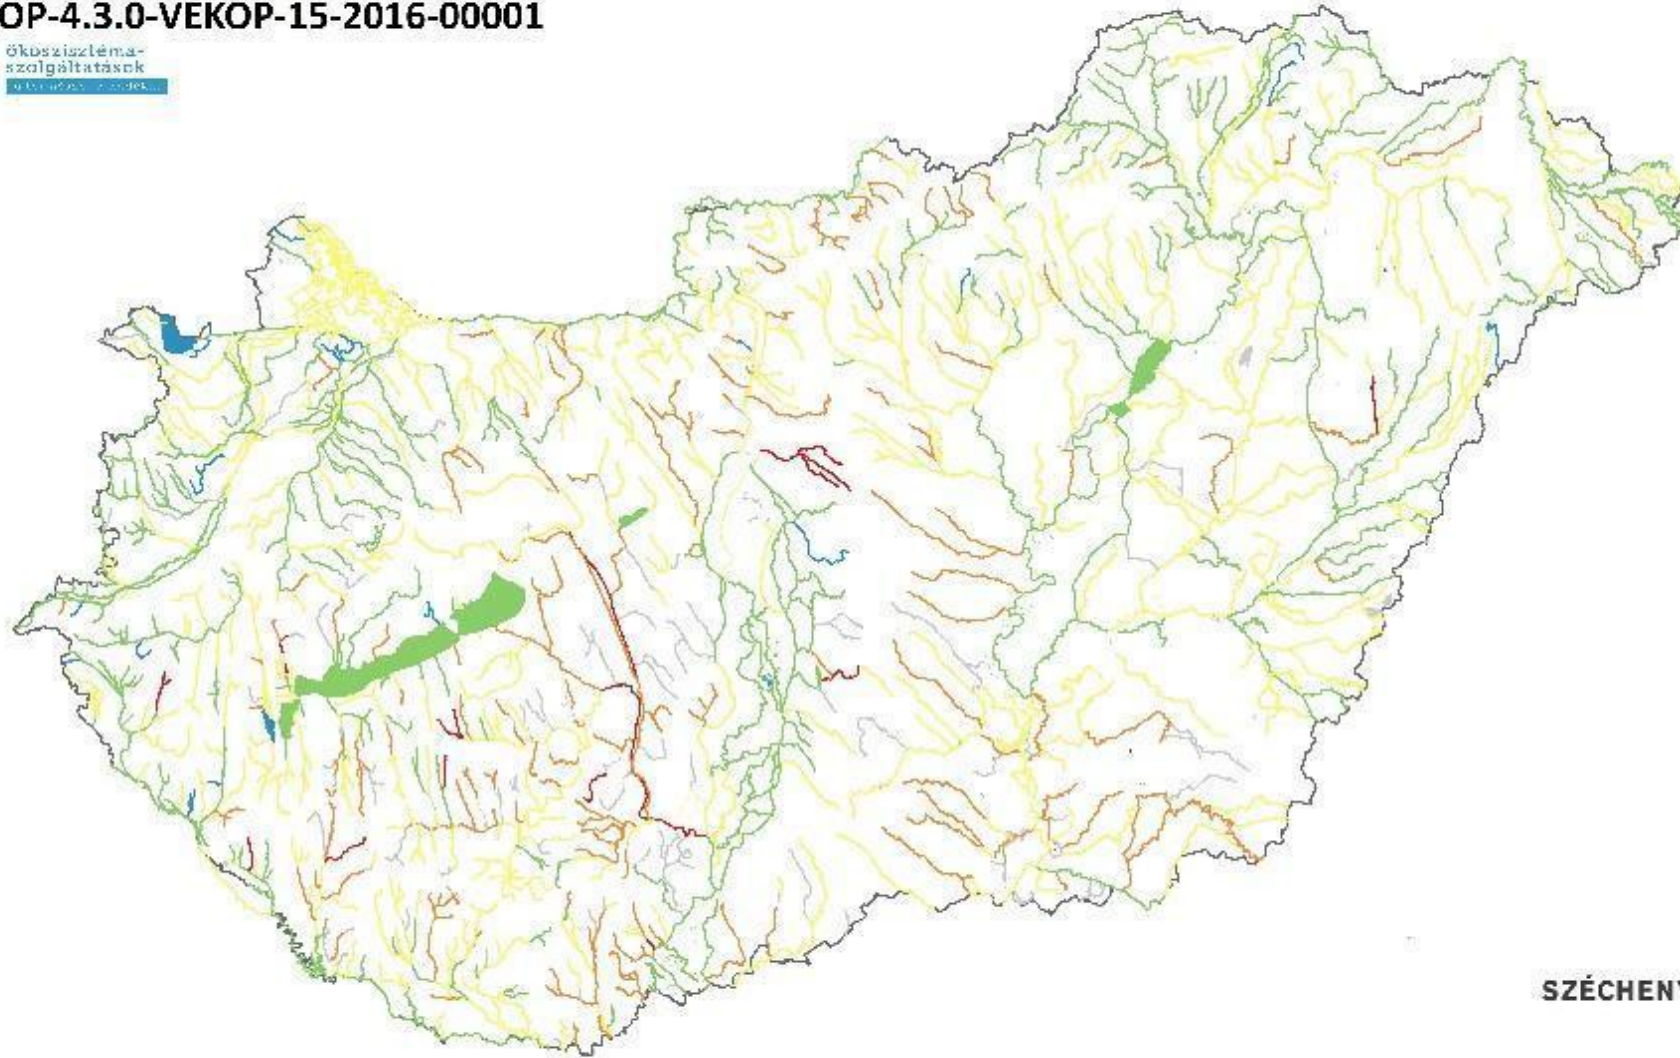 OP-4.3.0-VEKOP-15-2016-00001
ökoszisztéma-
szolgáltatások
SZÉCHENY